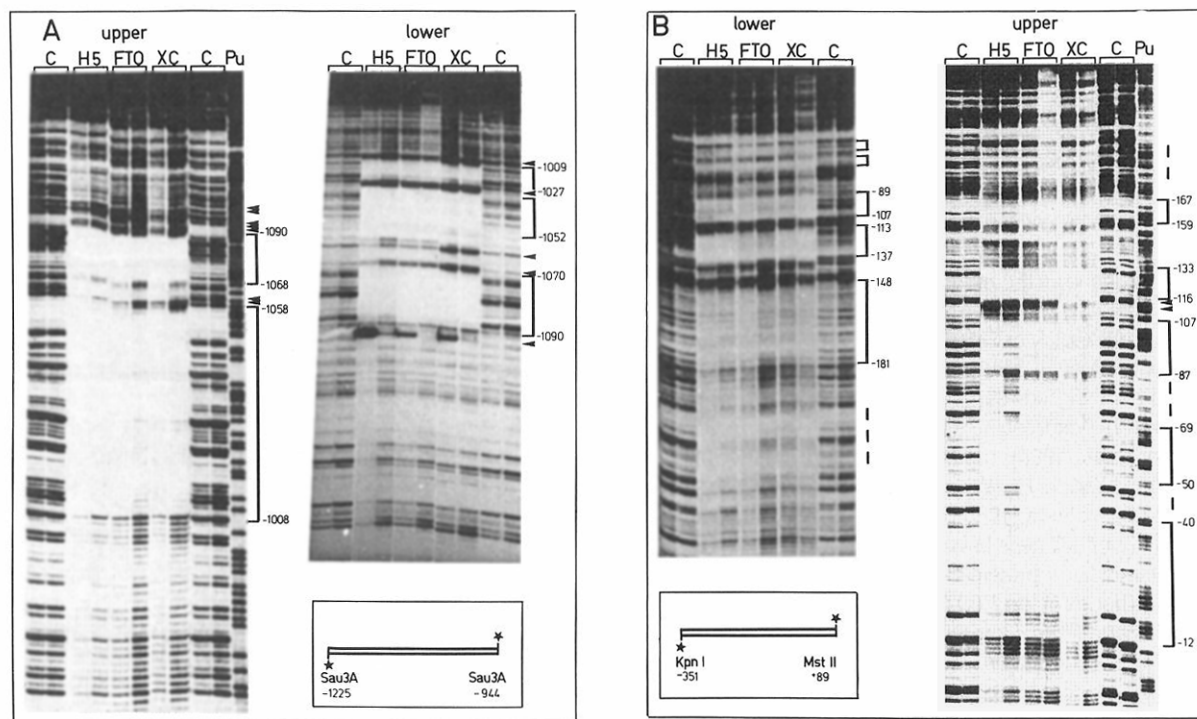 A
upper
C H5 FTO XC C Pu
-1090
-1068
-1058
-1008
lower
H5 FTO XC
C C
-1009
-1027
-1052
-1070
-1090
Sau3A Sau3A
-1225 -944
B
lower
C H5 FTO XC C
-89
-107
-113
-137
-148
-181
Kpn I Mst II
-351 +89
upper
C H5 FTO XC C Pu
-167
-159
-133
-116
-107
-87
-69
-50
-40
-12